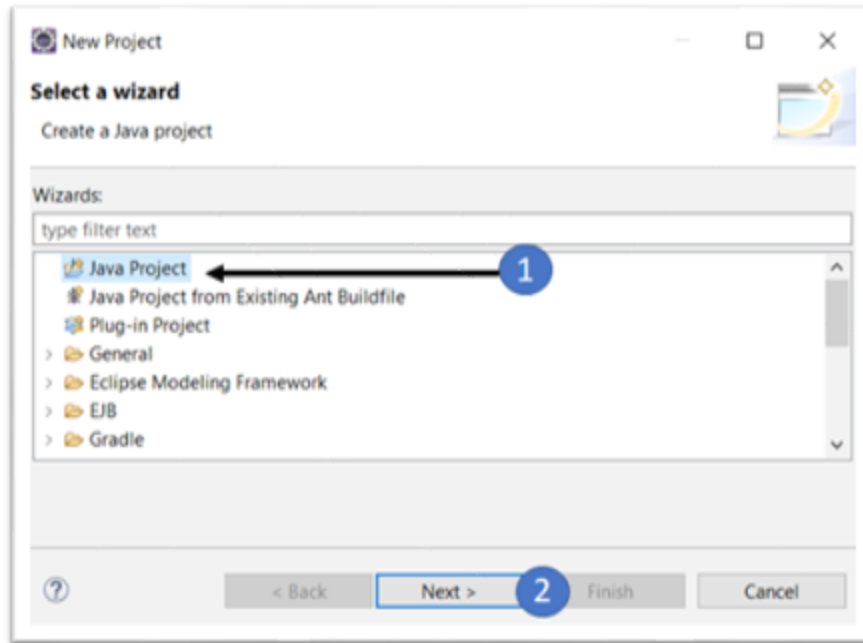 New Project
Select a wizard
Create a Java project
Wizards:
type filter text
Java Project
1
Java Project from Existing Ant Buildfile
Plug-in Project
> General
> Eclipse Modeling Framework
> EJB
> Gradle
? < Back Next > 2 Finish Cancel